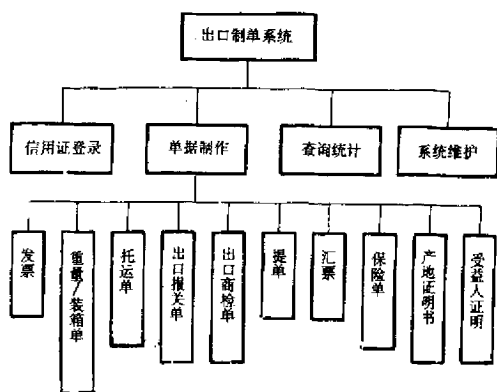 出口制单系统
信用证登录
单据制作
查询统计
系统维护
发票
重量/装箱单
托运单
出口报关单
出口商检单
提单
汇票
保险单
产地证明书
受益人证明